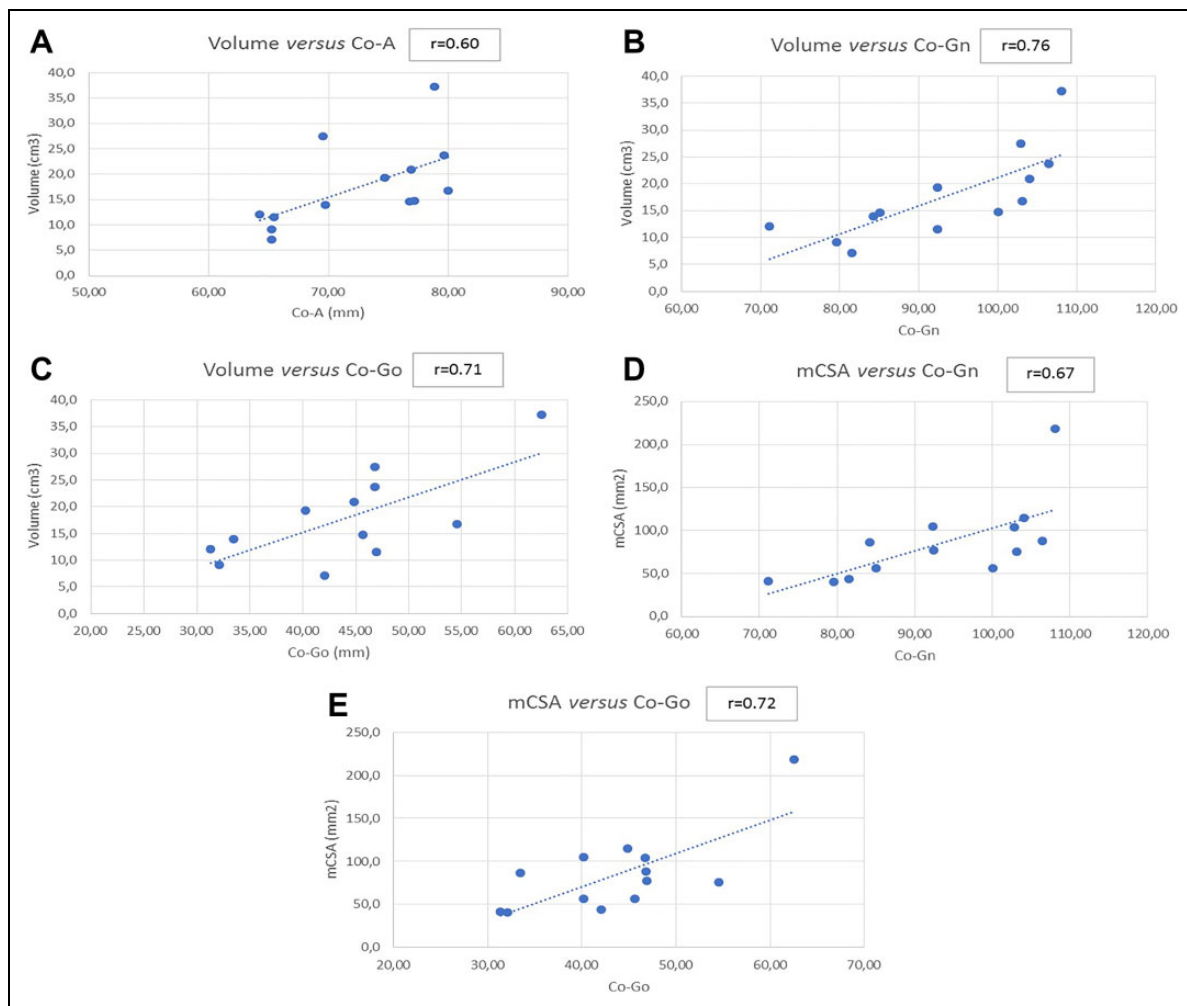 A
Volume versus Co-A
r=0.60
40,0
35,0
30,0
25,0
20,0
15,0
10,0
5,0
0,0
Volume (cm3)
50,00 60,00 70,00 80,00 90,00
Co-A (mm)
B
Volume versus Co-Gn
r=0.76
40,0
35,0
30,0
25,0
20,0
15,0
10,0
5,0
0,0
Volume (cm3)
60,00 70,00 80,00 90,00 100,00 110,00 120,00
Co-Gn
C
Volume versus Co-Go
r=0.71
40,0
35,0
30,0
25,0
20,0
15,0
10,0
5,0
0,0
Volume (cm3)
20,00 25,00 30,00 35,00 40,00 45,00 50,00 55,00 60,00 65,00
Co-Go (mm)
D
mCSA versus Co-Gn
r=0.67
250,0
200,0
150,0
100,0
50,0
0,0
mCSA (mm2)
60,00 70,00 80,00 90,00 100,00 110,00 120,00
Co-Gn
E
mCSA versus Co-Go
r=0.72
250,0
200,0
150,0
100,0
50,0
0,0
mCSA (mm2)
20,00 30,00 40,00 50,00 60,00 70,00
Co-Go